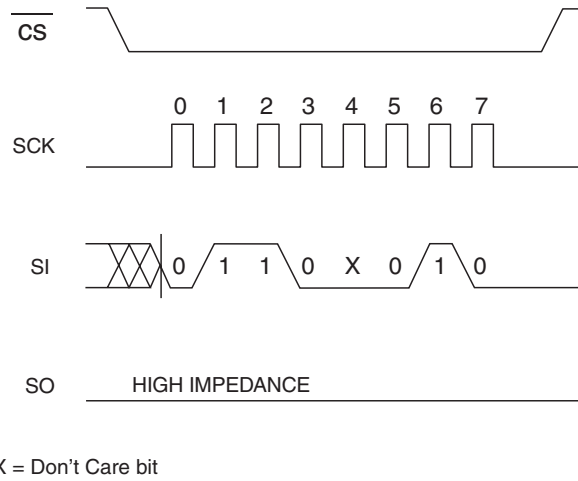 CS
0 1 2 3 4 5 6 7
SCK
SI 0 1 1 0 X 0 1 0
SO HIGH IMPEDANCE
X = Don't Care bit